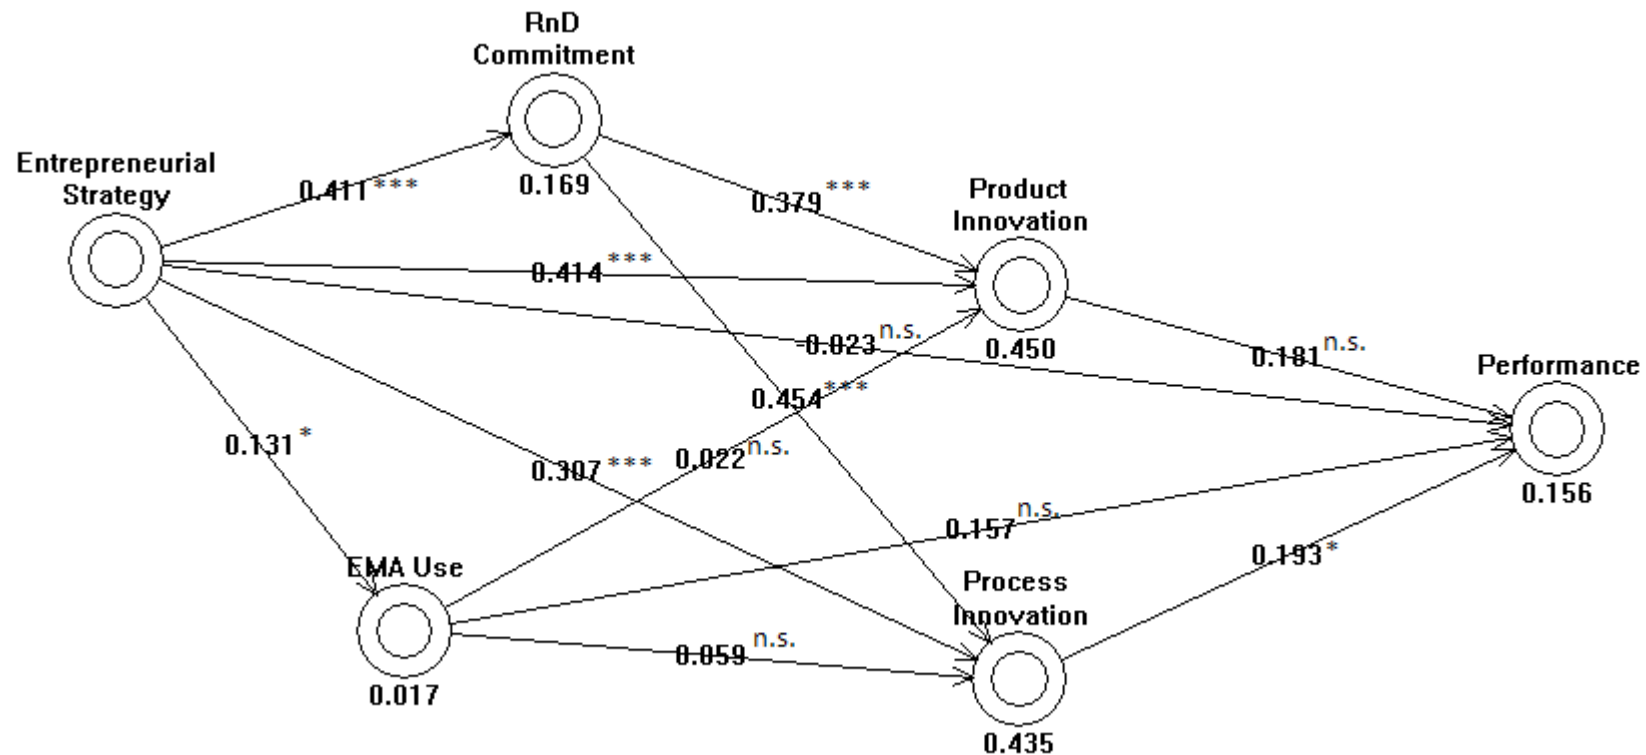 RnD
Commitment
Entrepreneurial
Strategy
0.411***
0.169
0.379***
Product
Innovation
0.414***
-0.023n.s.
0.450
0.181n.s.
Performance
0.454***
0.131*
0.307***
0.022n.s.
0.156
0.157n.s.
0.193*
EMA Use
Process
Innovation
0.059n.s.
0.017
0.435